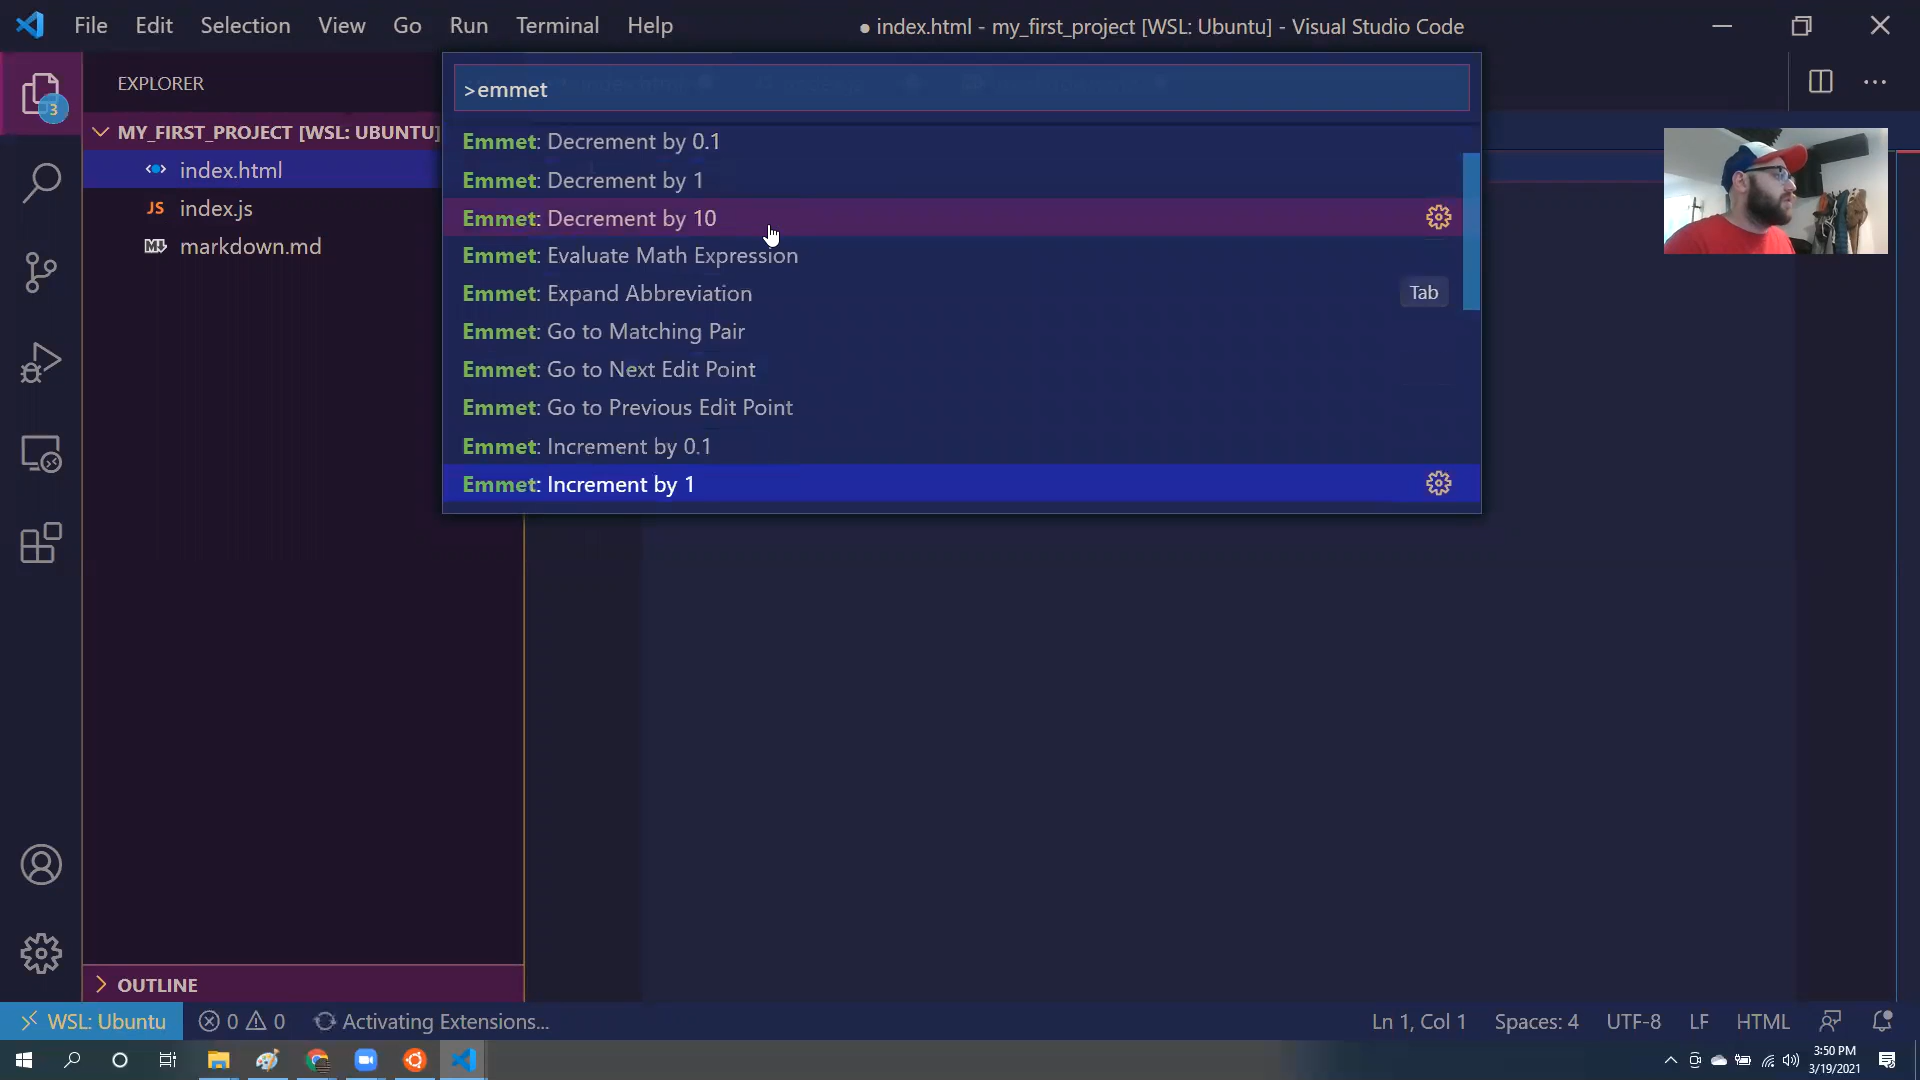 File Edit Selection View Go Run Terminal Help
● index.html - my_first_project [WSL: Ubuntu] - Visual Studio Code
>emmet
EXPLORER
3
MY_FIRST_PROJECT [WSL: UBUNTU]
index.html
JS index.js
markdown.md
Emmet: Decrement by 0.1
Emmet: Decrement by 1
Emmet: Decrement by 10
Emmet: Evaluate Math Expression
Emmet: Expand Abbreviation
Tab
Emmet: Go to Matching Pair
Emmet: Go to Next Edit Point
Emmet: Go to Previous Edit Point
Emmet: Increment by 0.1
Emmet: Increment by 1
OUTLINE
WSL: Ubuntu 0 0 Activating Extensions...
Ln 1, Col 1 Spaces: 4 UTF-8 LF HTML
3:50 PM
3/19/2021